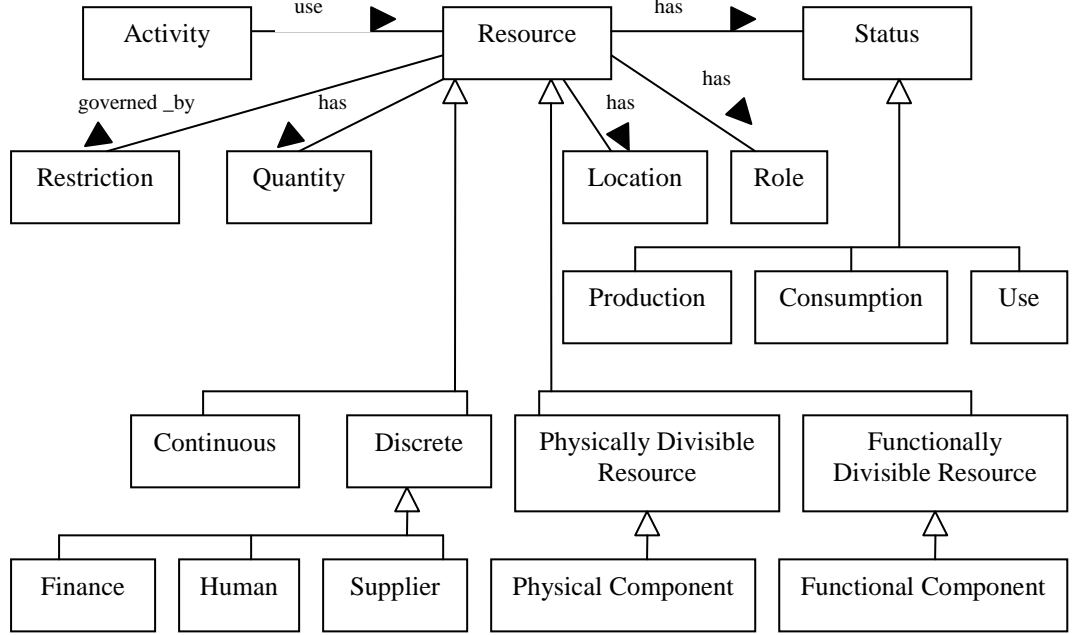 use
has
Activity
Resource
Status
governed _by
has
has
has
Restriction
Quantity
Location
Role
Production
Consumption
Use
Continuous
Discrete
Physically Divisible
Resource
Functionally
Divisible Resource
Finance
Human
Supplier
Physical Component
Functional Component